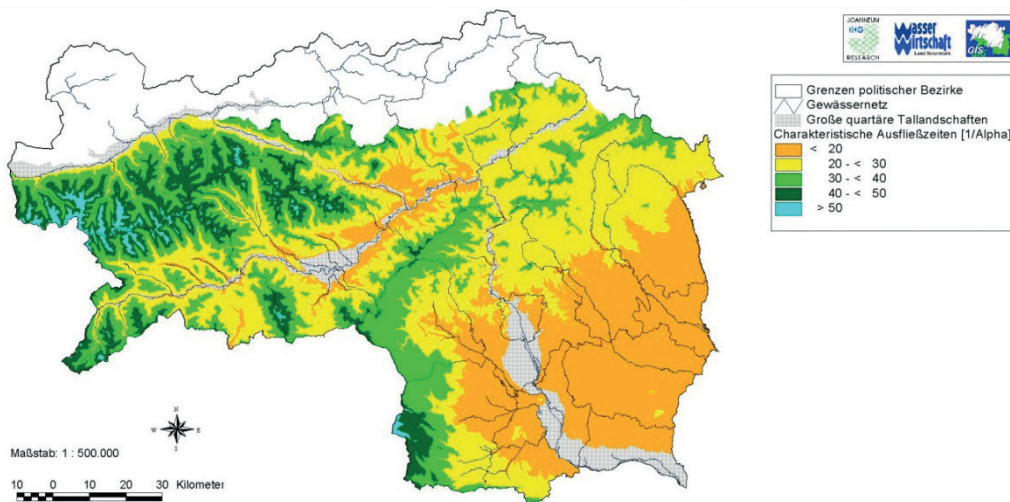 JOANNEUM
RESEARCH
Wasser
Wirtschaft
Land Steiermark
GIS
Grenzen politischer Bezirke
Gewässernetz
Große quartäre Tallandschaften
Charakteristische Ausfließzeiten [1/Alpha]
< 20
20 - < 30
30 - < 40
40 - < 50
> 50
N
W E
S
Maßstab: 1 : 500.000
10 0 10 20 30 Kilometer